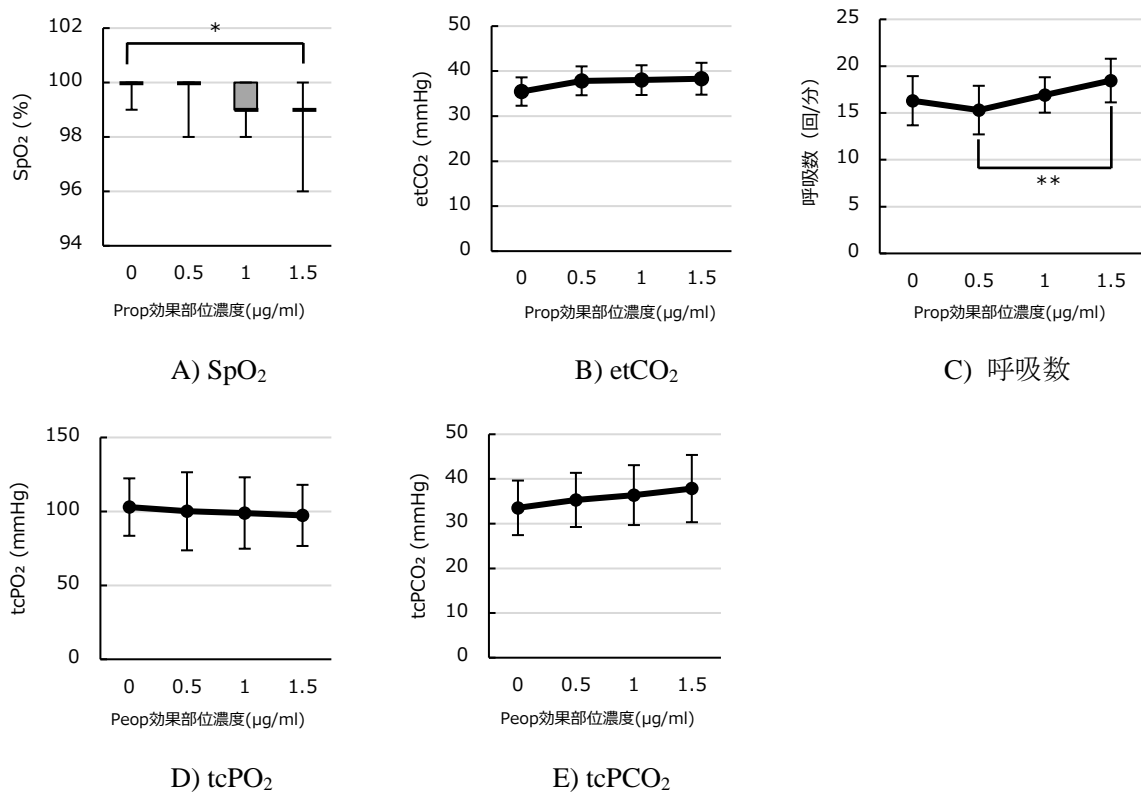 102
100
98
96
94
SpO₂ (%)
*
0 0.5 1 1.5
Prop効果部位濃度(μg/ml)
A) SpO₂
50
40
30
20
10
0
etCO₂ (mmHg)
0 0.5 1 1.5
Prop効果部位濃度(μg/ml)
B) etCO₂
25
20
15
10
5
0
呼吸数 (回/分)
**
0 0.5 1 1.5
Prop効果部位濃度(μg/ml)
C) 呼吸数
150
100
50
0
tcPO₂ (mmHg)
0 0.5 1 1.5
Peop効果部位濃度(μg/ml)
D) tcPO₂
50
40
30
20
10
0
tcPCO₂ (mmHg)
0 0.5 1 1.5
Peop効果部位濃度(μg/ml)
E) tcPCO₂